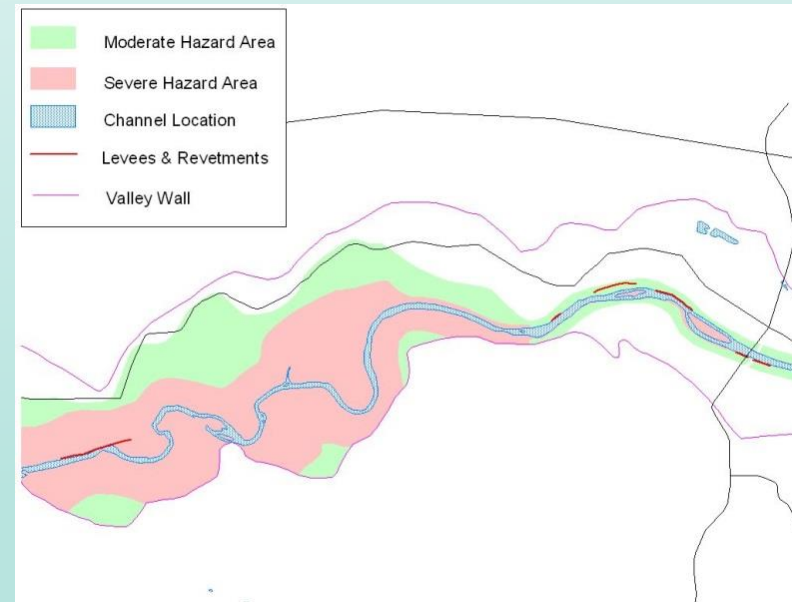 Moderate Hazard Area
Severe Hazard Area
Channel Location
Levees & Revetments
Valley Wall